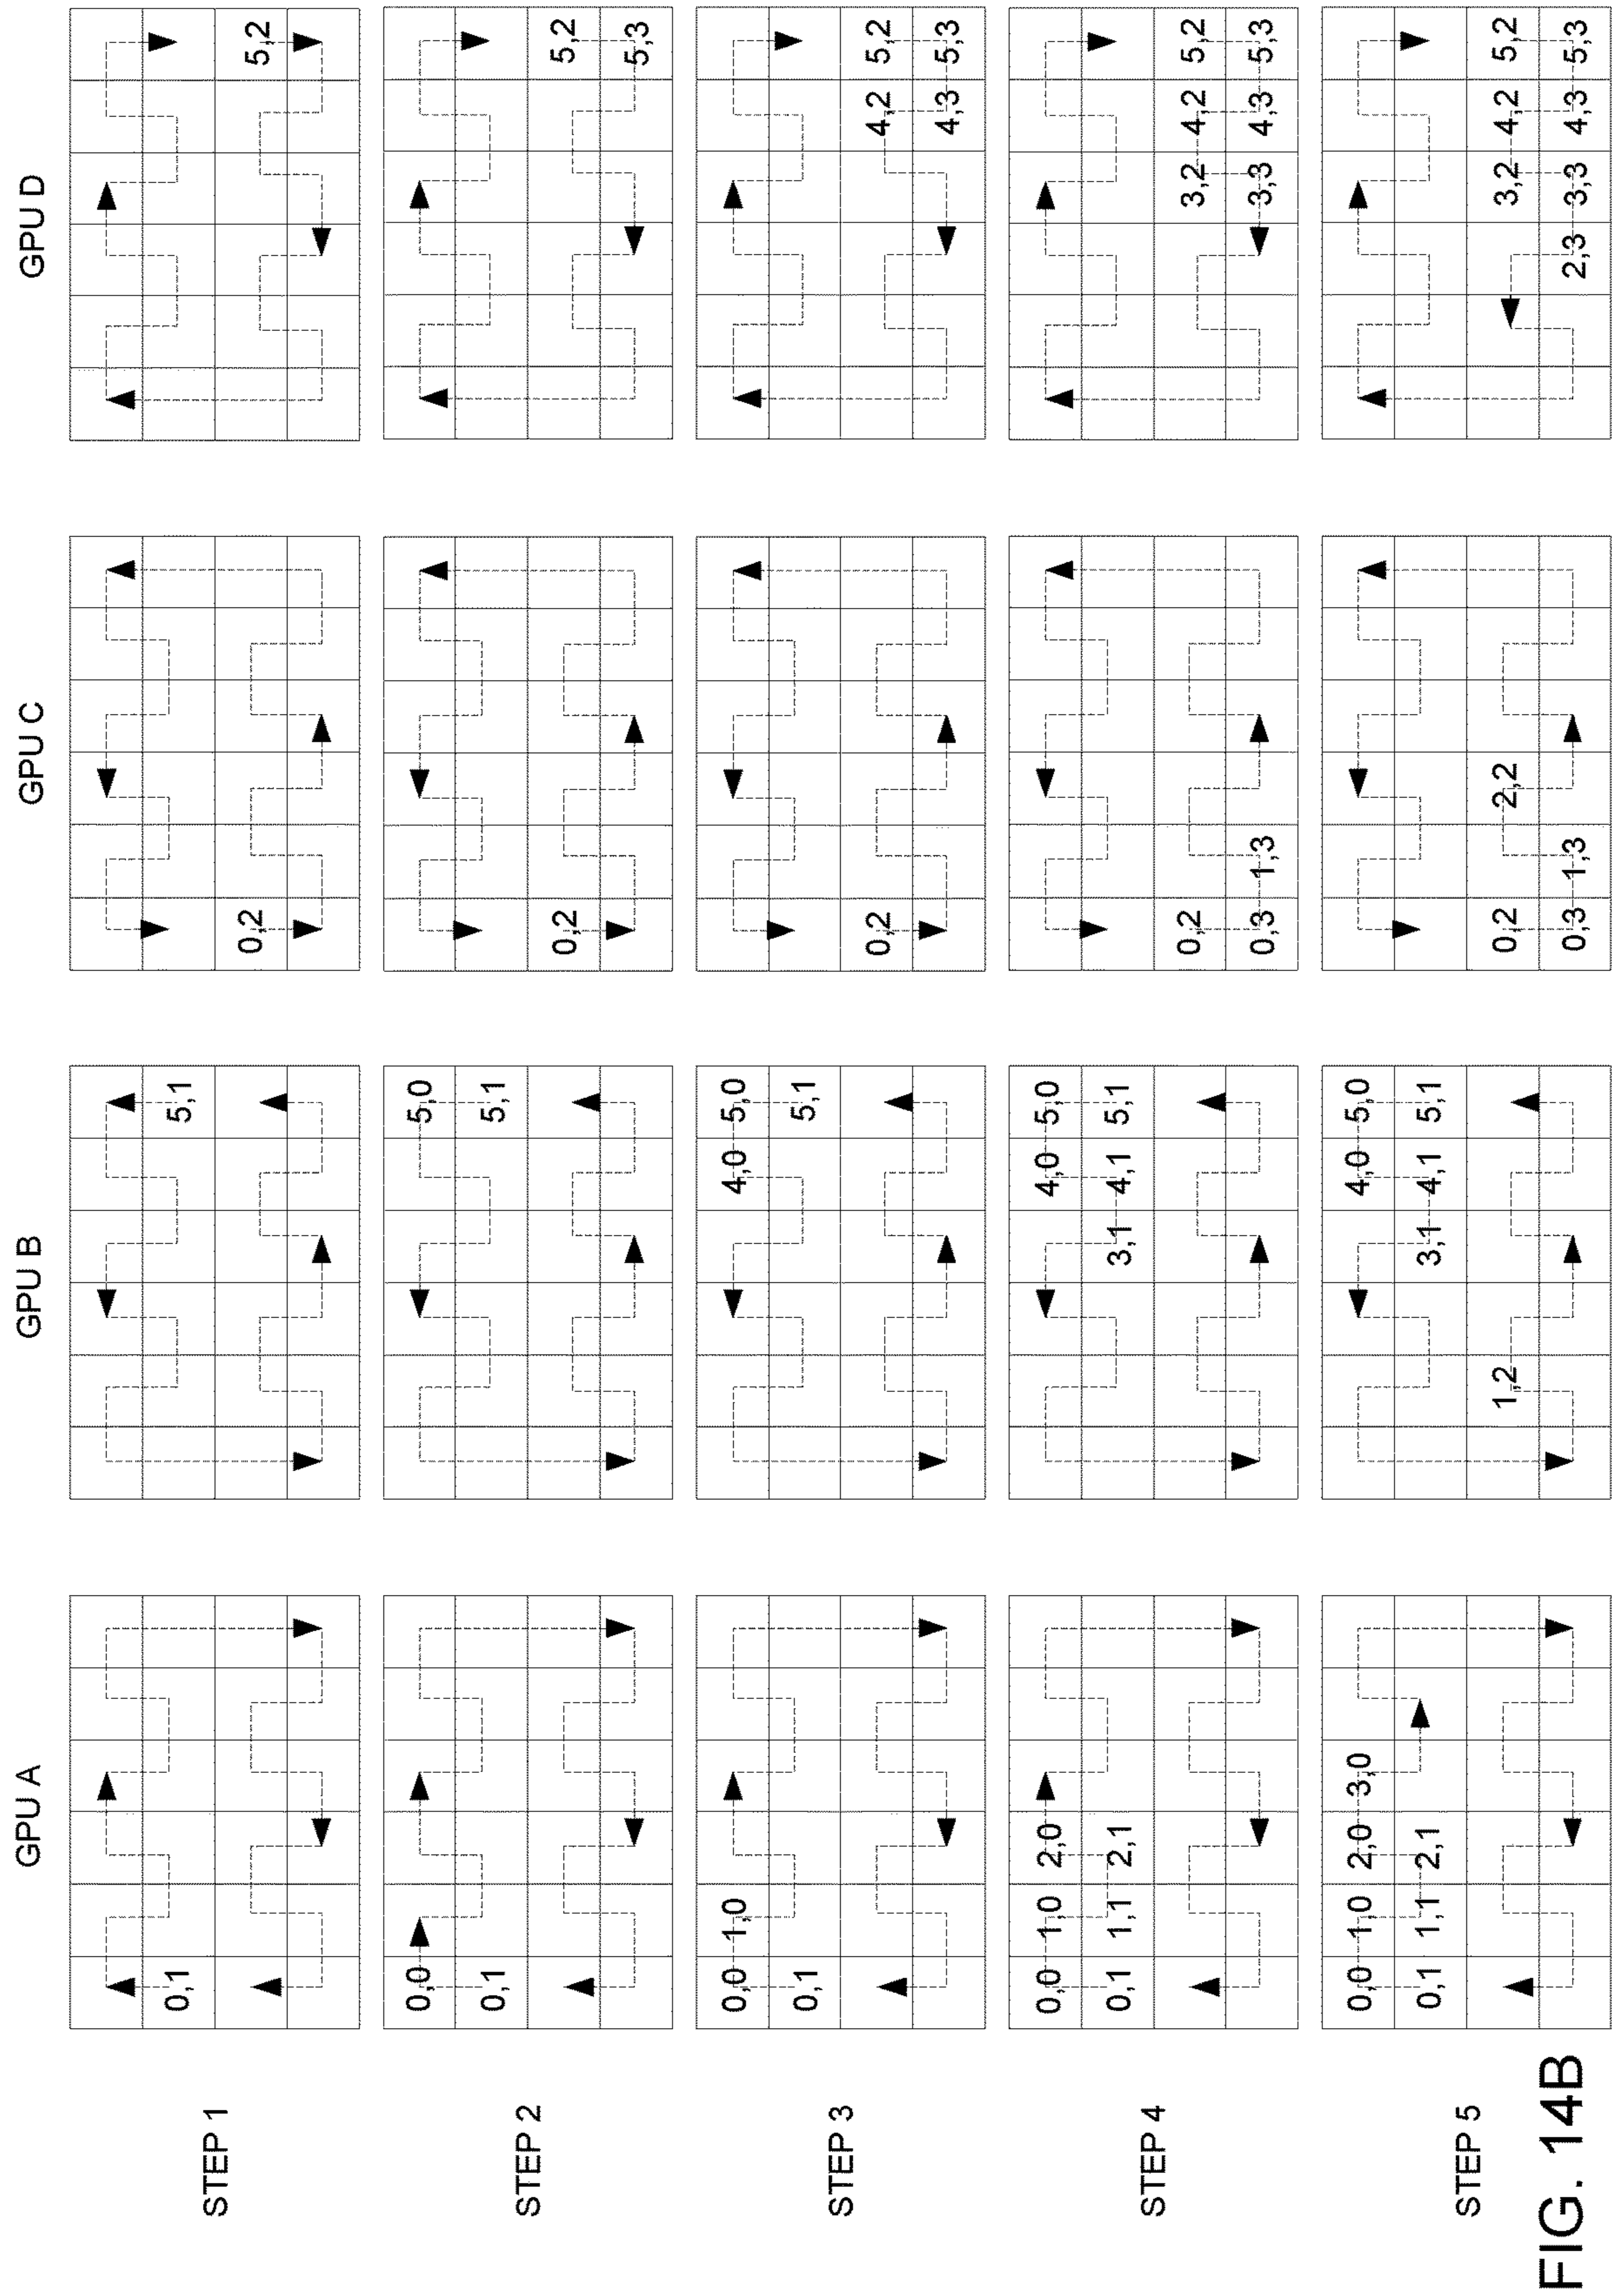 GPU A GPU B GPU C GPU D
STEP 1
0,1 5,1
0,2 5,2
STEP 2
0,0 5,0
0,1 5,1
0,2 5,2
5,3
STEP 3
0,0 1,0 4,0 5,0
0,1 5,1
0,2 4,2 5,2
4,3 5,3
STEP 4
0,0 1,0 2,0 4,0 5,0
0,1 1,1 2,1 3,1 4,1 5,1
0,2 3,2 4,2 5,2
0,3 1,3 3,3 4,3 5,3
STEP 5
0,0 1,0 2,0 3,0 4,0 5,0
0,1 1,1 2,1 3,1 4,1 5,1
1,2 0,2 2,2 3,2 4,2 5,2
0,3 1,3 2,3 3,3 4,3 5,3
FIG. 14B